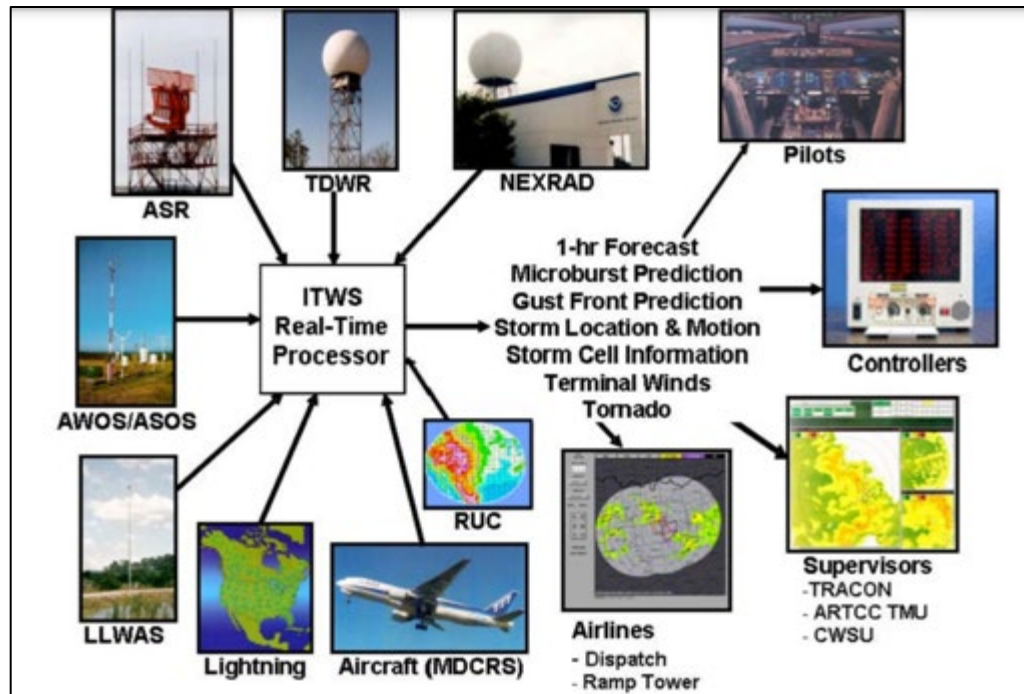 ASR
TDWR
NEXRAD
Pilots
ITWS
Real-Time
Processor
1-hr Forecast
Microburst Prediction
Gust Front Prediction
Storm Location & Motion
Storm Cell Information
Terminal Winds
Tornado
Controllers
AWOS/ASOS
RUC
LLWAS
Lightning
Aircraft (MDCRS)
Airlines
- Dispatch
- Ramp Tower
Supervisors
-TRACON
- ARTCC TMU
- CWSU